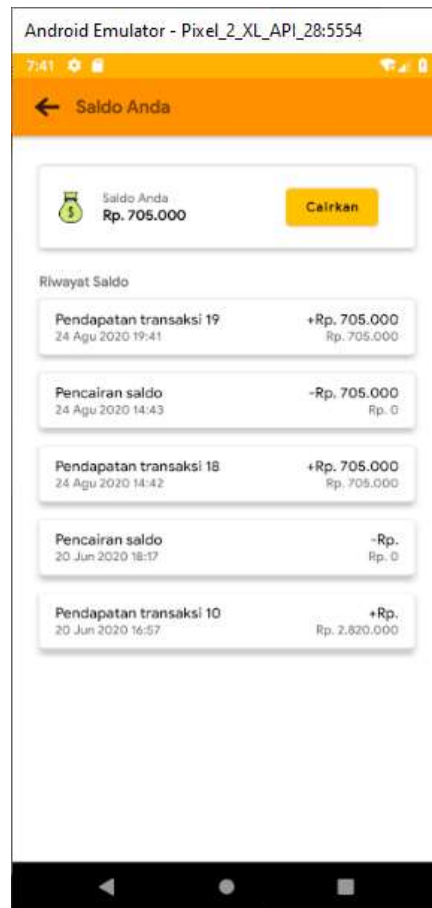 Android Emulator - Pixel_2_XL_API_28:5554
7:41
Saldo Anda
Saldo Anda
Rp. 705.000
Cairkan
Riwayat Saldo
Pendapatan transaksi 19 +Rp. 705.000
24 Agu 2020 19:41 Rp. 705.000
Pencairan saldo -Rp. 705.000
24 Agu 2020 14:43 Rp. 0
Pendapatan transaksi 18 +Rp. 705.000
24 Agu 2020 14:42 Rp. 705.000
Pencairan saldo -Rp.
20 Jun 2020 18:17 Rp. 0
Pendapatan transaksi 10 +Rp.
20 Jun 2020 16:57 Rp. 2.820.000